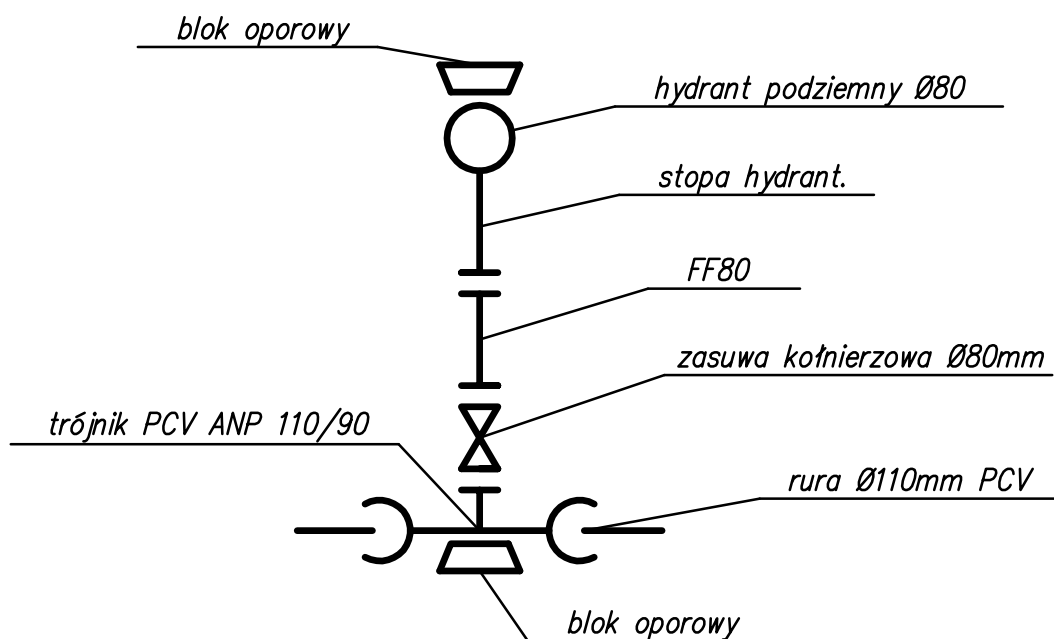 blok oporowy
hydrant podziemny Ø80
stopa hydrant.
FF80
zasuwa kołnierzowa Ø80mm
trójnik PCV ANP 110/90
rura Ø110mm PCV
blok oporowy